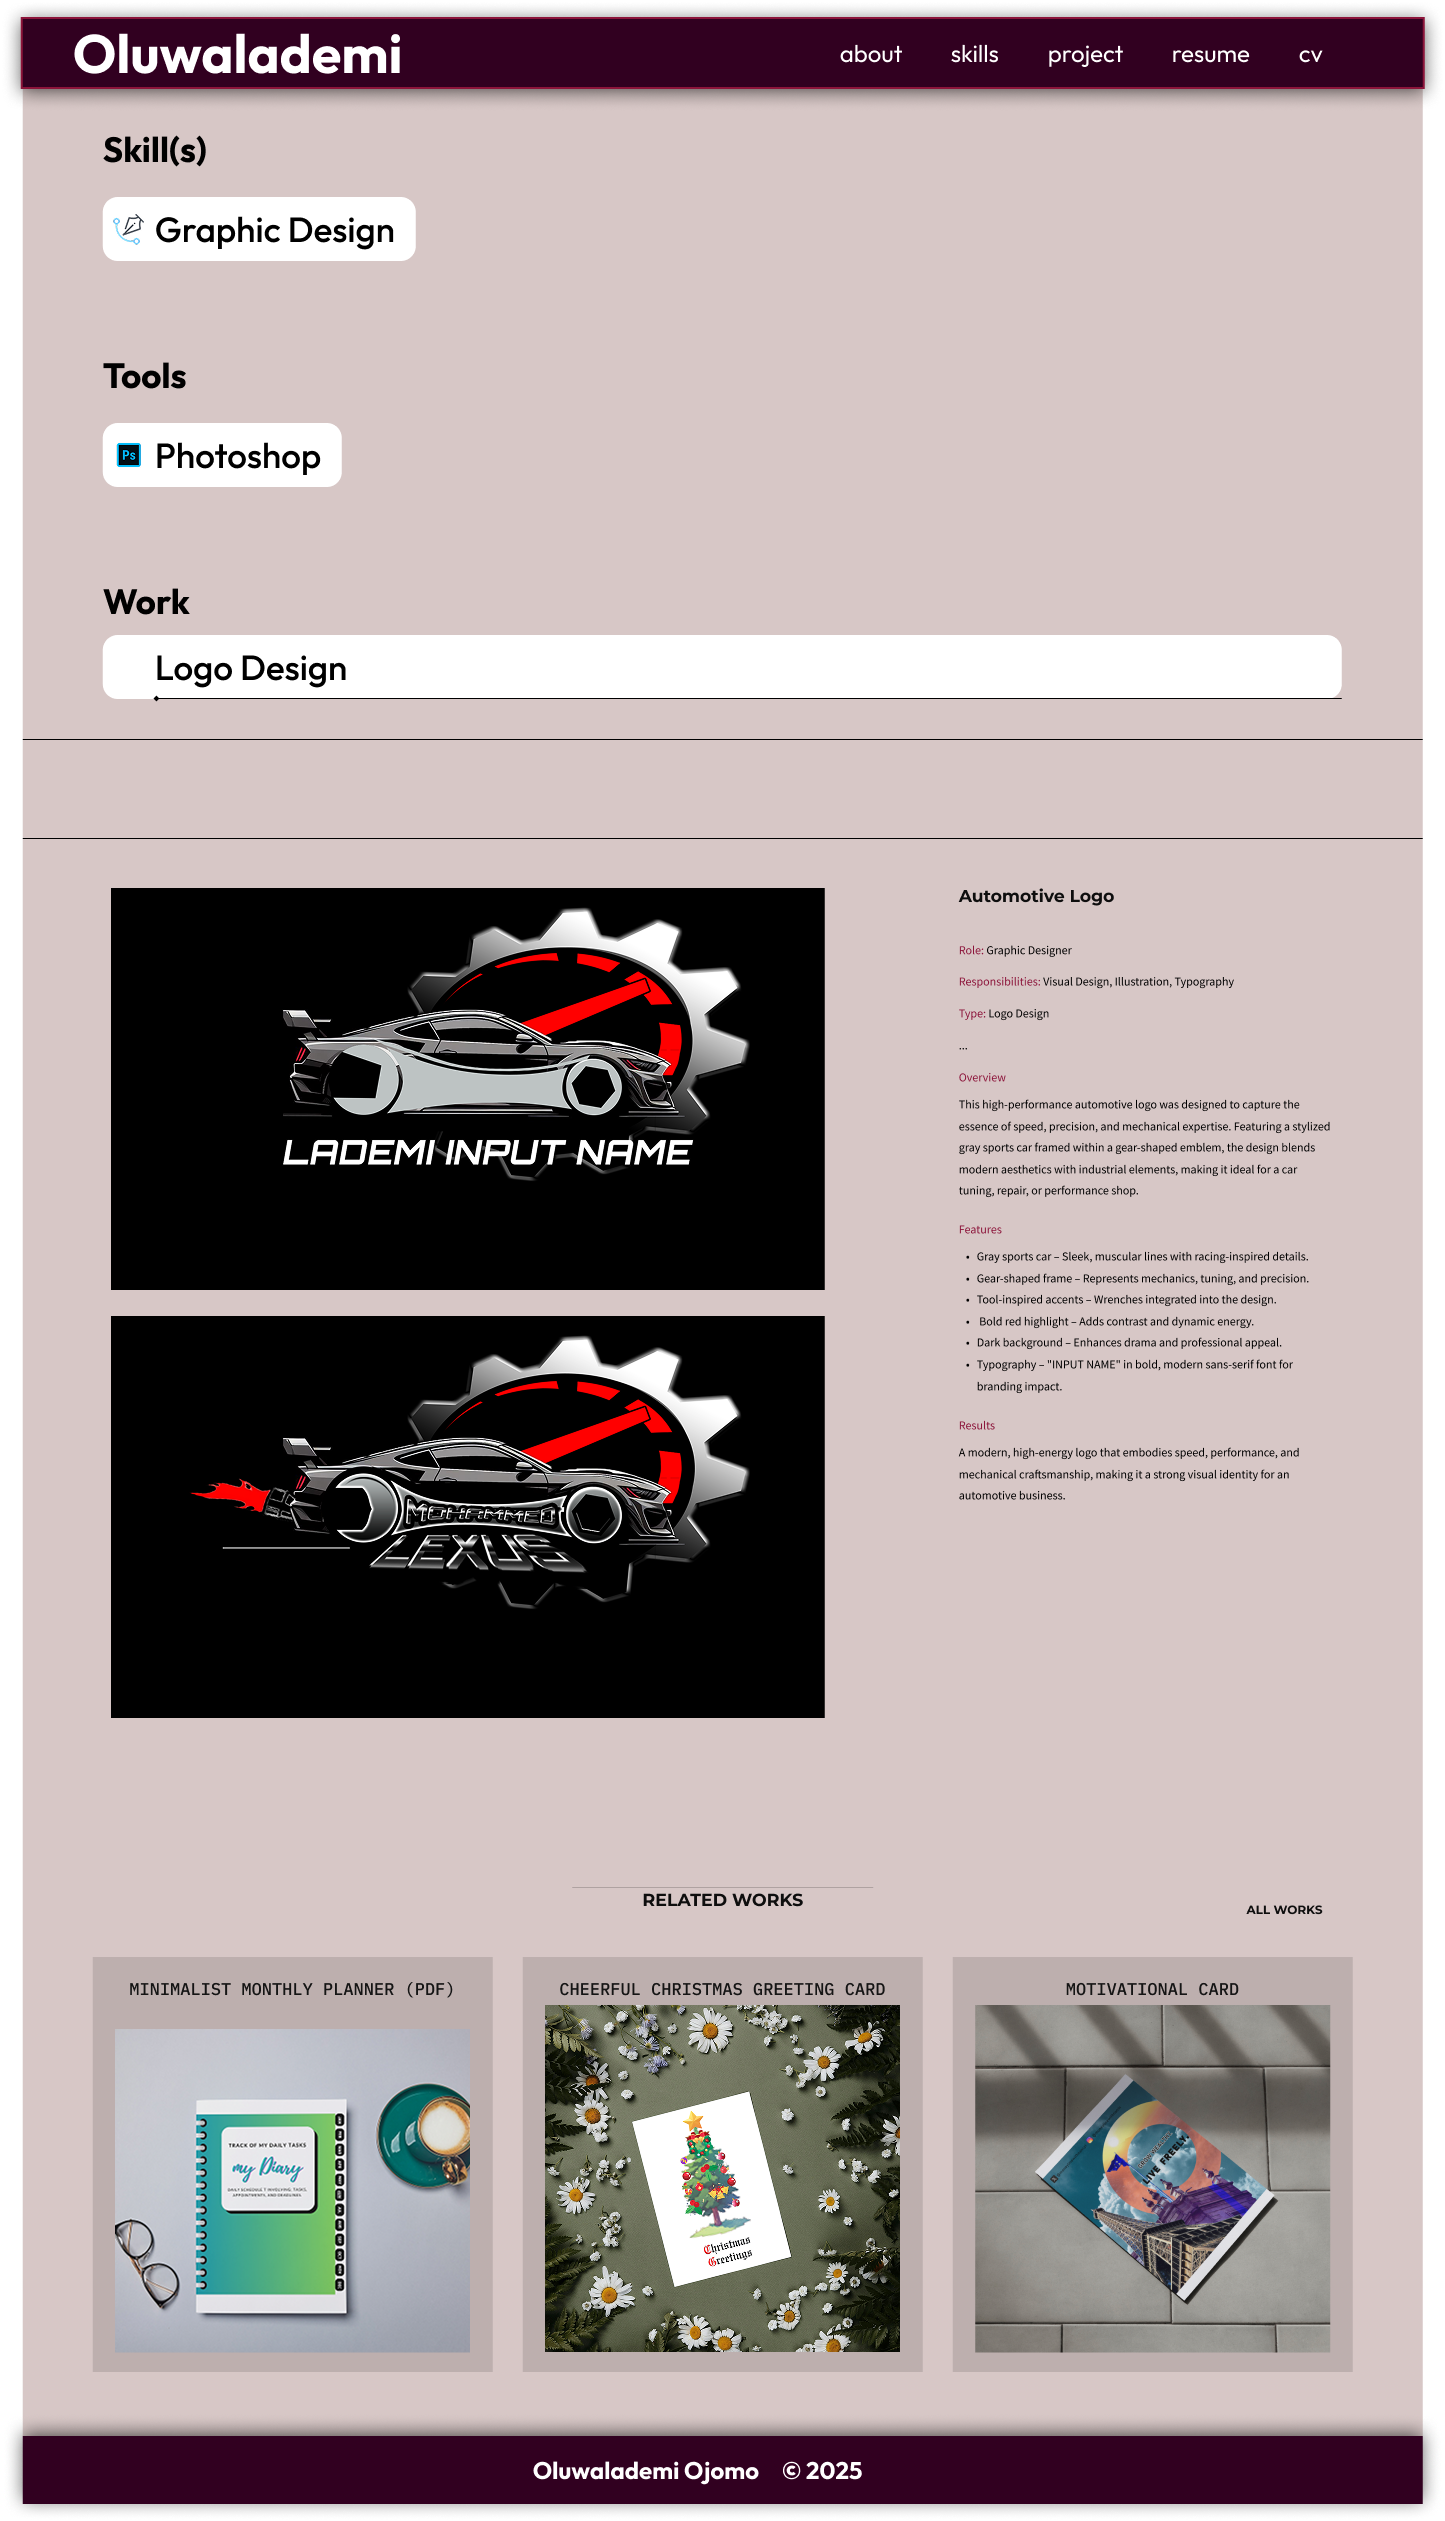 Oluwalademi
about skills project resume cv
Skill(s)
Graphic Design
Tools
Ps Photoshop
Work
Logo Design
LADEMI INPUT NAME
MOHAMMED
LEXUS
Automotive Logo
Role: Graphic Designer
Responsibilities: Visual Design, Illustration, Typography
Type: Logo Design
...
Overview
This high-performance automotive logo was designed to capture the
essence of speed, precision, and mechanical expertise. Featuring a stylized
gray sports car framed within a gear-shaped emblem, the design blends
modern aesthetics with industrial elements, making it ideal for a car
tuning, repair, or performance shop.
Features
• Gray sports car – Sleek, muscular lines with racing-inspired details.
• Gear-shaped frame – Represents mechanics, tuning, and precision.
• Tool-inspired accents – Wrenches integrated into the design.
• Bold red highlight – Adds contrast and dynamic energy.
• Dark background – Enhances drama and professional appeal.
• Typography – "INPUT NAME" in bold, modern sans-serif font for
branding impact.
Results
A modern, high-energy logo that embodies speed, performance, and
mechanical craftsmanship, making it a strong visual identity for an
automotive business.
RELATED WORKS
ALL WORKS
MINIMALIST MONTHLY PLANNER (PDF)
TRACK OF MY DAILY TASKS
my Diary
DAILY SCHEDULE T INVOLVING: TASKS,
APPOINTMENTS, AND DEADLINES.
CHEERFUL CHRISTMAS GREETING CARD
Christmas
Greetings
MOTIVATIONAL CARD
LIVE FREELY
Oluwalademi Ojomo © 2025